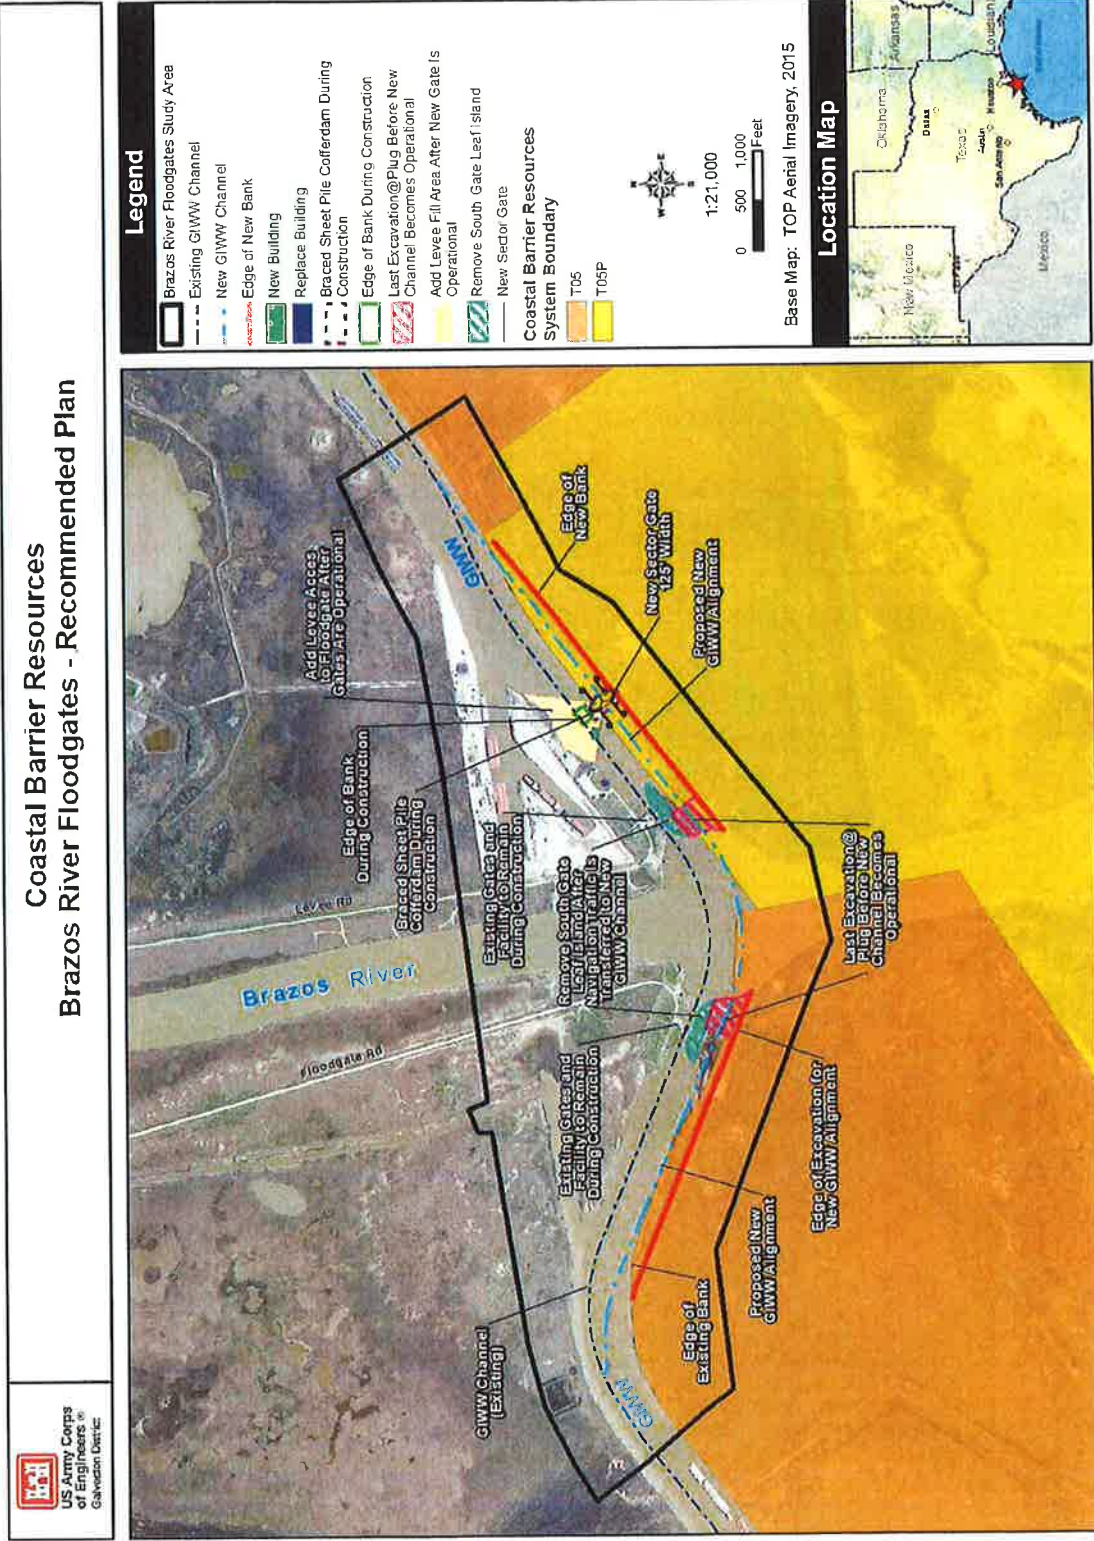 Coastal Barrier Resources
Brazos River Floodgates - Recommended Plan
US Army Corps
of Engineers ®
Galveston District
Legend
Brazos River Floodgates Study Area
Existing GIWW Channel
New GIWW Channel
Edge of New Bank
New Building
Replace Building
Braced Sheet Pile Cofferdam During
Construction
Edge of Bank During Construction
Last Excavation@Plug Before New
Channel Becomes Operational
Add Levee Fill Area After New Gate Is
Operational
Remove South Gate Leaf Island
New Sector Gate
Coastal Barrier Resources
System Boundary
T05
T05P
N
W
E
S
1:21,000
0 500 1,000
Feet
Base Map: TOP Aerial Imagery, 2015
Location Map
Oklahoma
Arkansas
New Mexico
Dallas
Texas
Austin
Houston
San Antonio
El Paso
Mexico
Add Levee Acces
to Floodgate After
Gates Are Operational
Edge of Bank
During Construction
Braced Sheet Pile
Cofferdam During
Construction
Existing Gates and
Facility to Remain
During Construction
Remove South Gate
Leaf Island After
Navigation Traffic Is
Transferred to New
GIWW Channel
Existing Gates and
Facility to Remain
During Construction
GIWW Channel
(Existing)
Levee Rd
Brazos River
Floodgate Rd
GIWW
GIWW
Edge of
New Bank
New Sector Gate
125' Width
Proposed New
GIWW Alignment
Last Excavation @
Plug Before New
Channel Becomes
Operational
Edge of Excavation for
New GIWW Alignment
Proposed New
GIWW Alignment
Edge of
Existing Bank